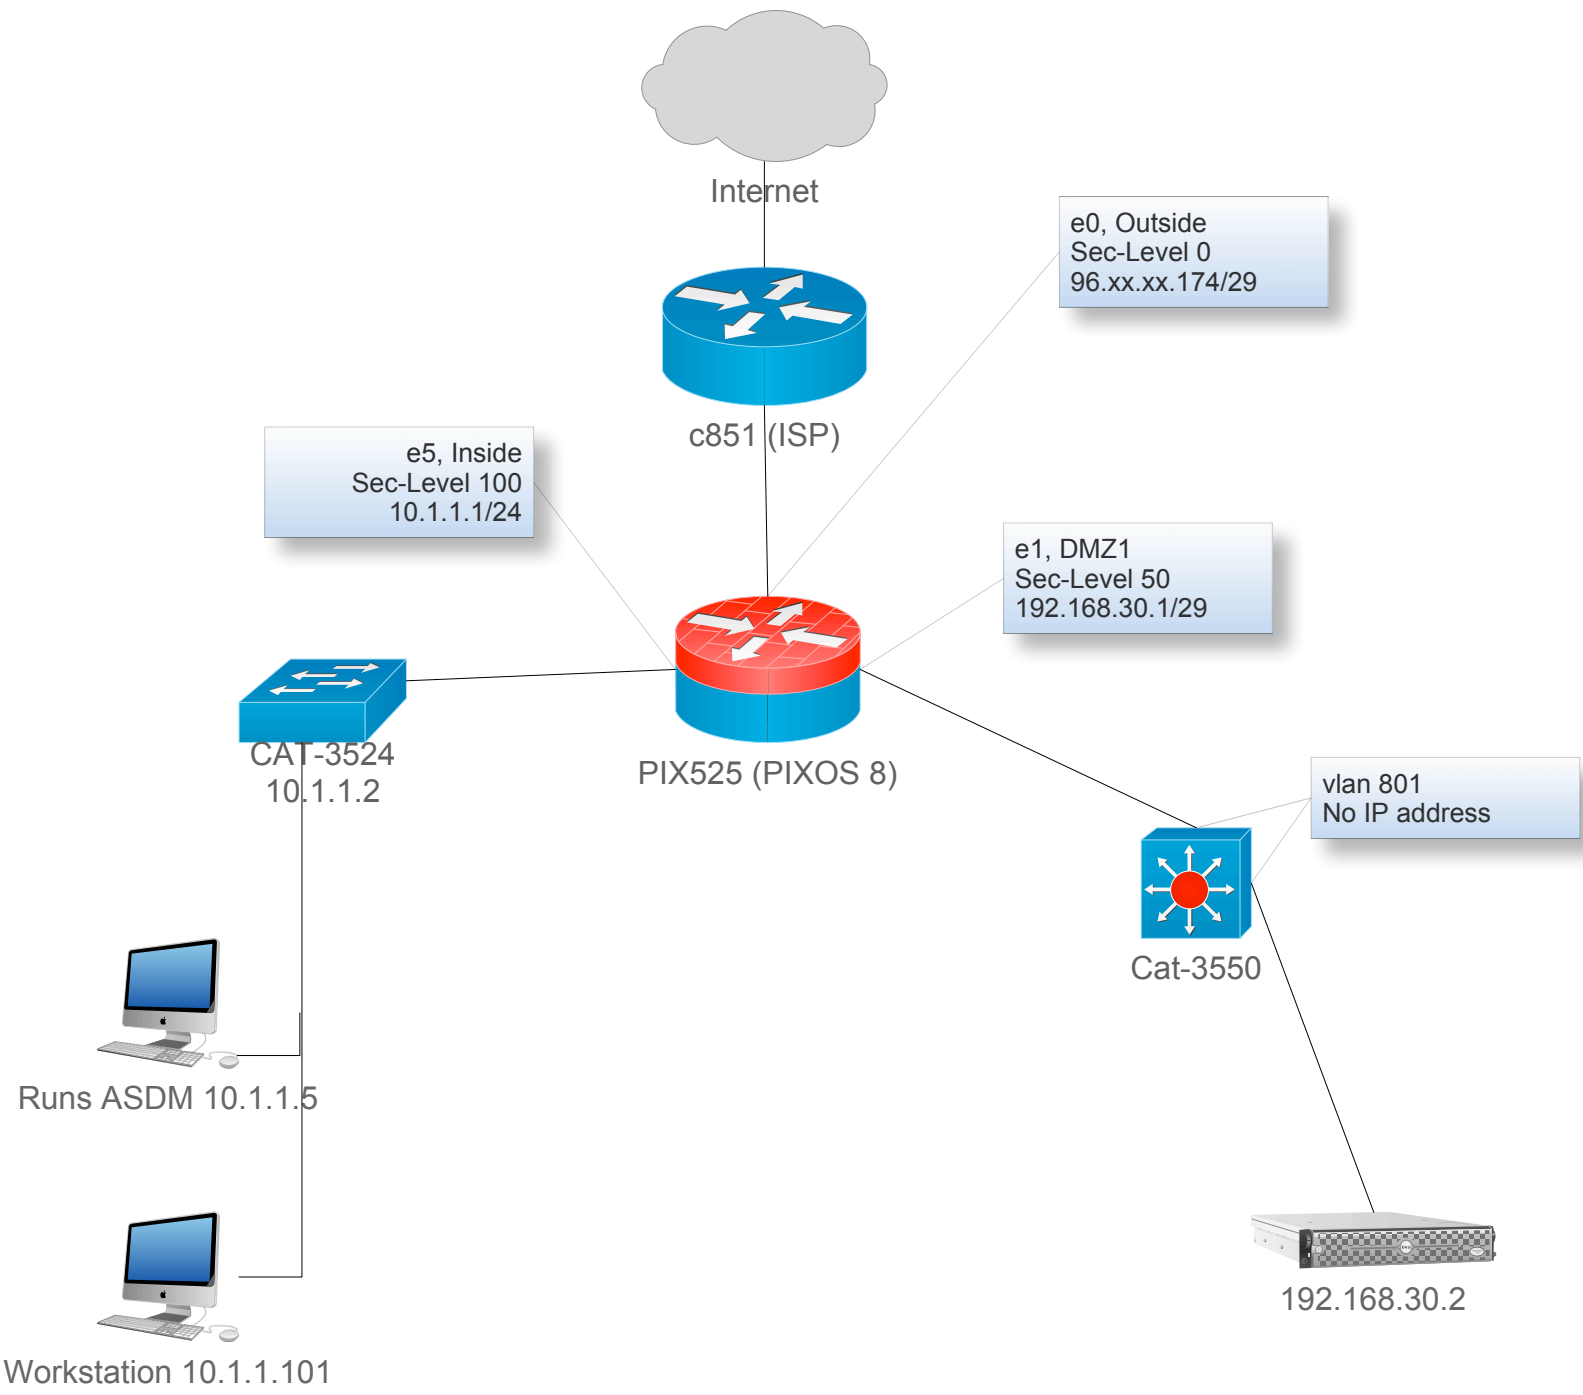 Internet
e0, Outside
Sec-Level 0
96.xx.xx.174/29
c851 (ISP)
e5, Inside
Sec-Level 100
10.1.1.1/24
e1, DMZ1
Sec-Level 50
192.168.30.1/29
CAT-3524
10.1.1.2
PIX525 (PIXOS 8)
vlan 801
No IP address
Cat-3550
Runs ASDM 10.1.1.5
192.168.30.2
Workstation 10.1.1.101